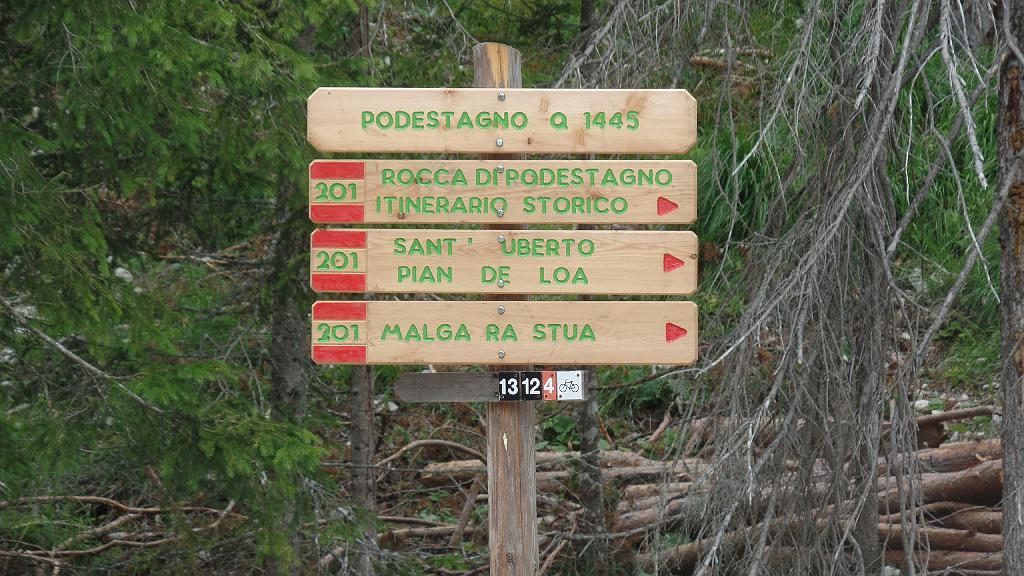 PODESTAGNO Q 1445
201 ROCCA DI PODESTAGNO
ITINERARIO STORICO
201 SANT' UBERTO
PIAN DE LOA
201 MALGA RA STUA
13 12 4